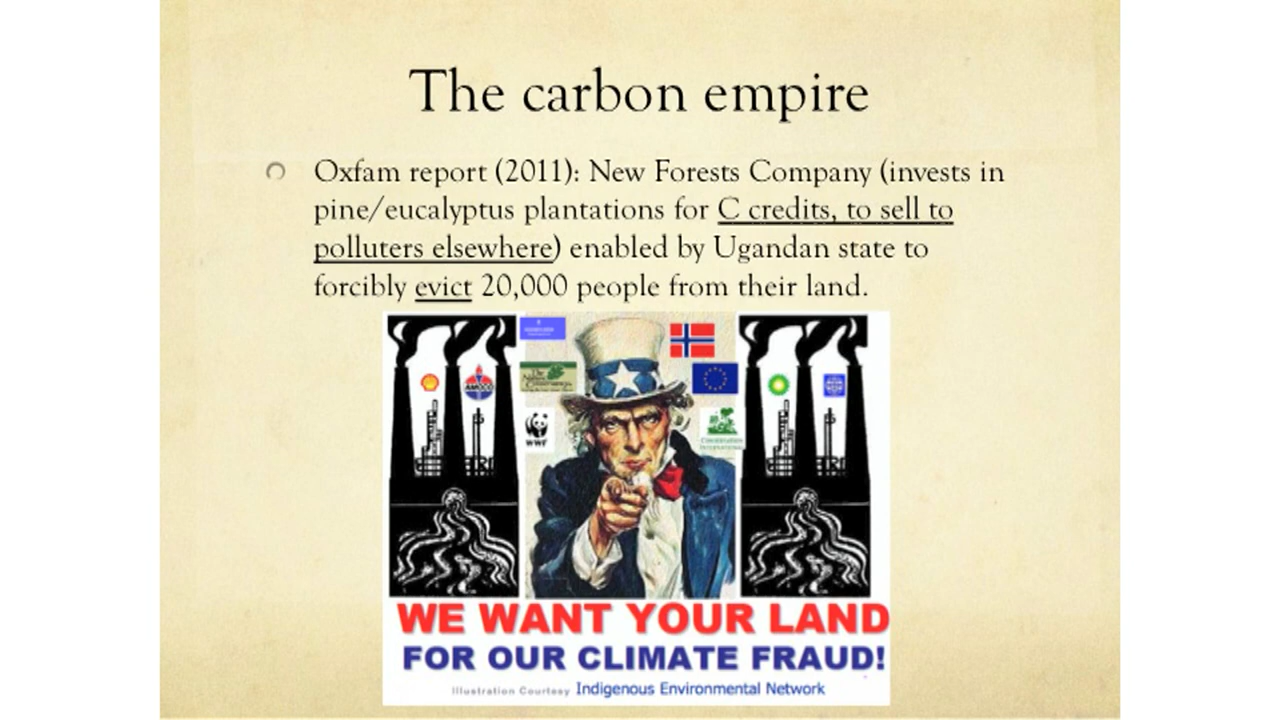 The carbon empire
Oxfam report (2011): New Forests Company (invests in
pine/eucalyptus plantations for C credits, to sell to
polluters elsewhere) enabled by Ugandan state to
forcibly evict 20,000 people from their land.
AMOCO
WWF
WE WANT YOUR LAND
FOR OUR CLIMATE FRAUD!
Illustration Courtesy Indigenous Environmental Network